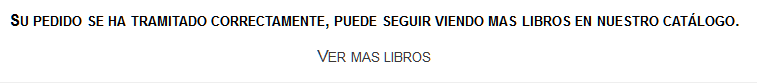 SU PEDIDO SE HA TRAMITADO CORRECTAMENTE, PUEDE SEGUIR VIENDO MAS LIBROS EN NUESTRO CATÁLOGO.
VER MAS LIBROS